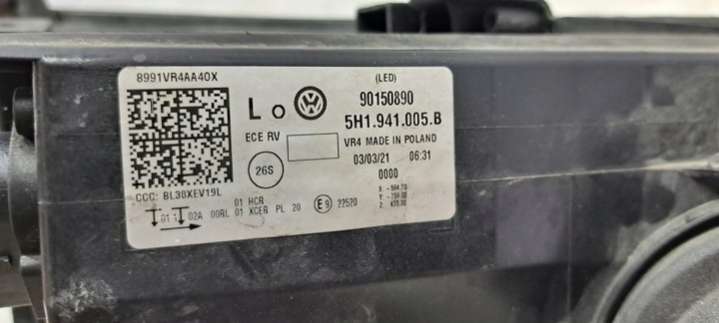 8991VR4AA40X
(LED)
L o
90150890
5H1.941.005.B
ECE RV
VR4 MADE IN POLAND
03/03/21 06:31
26S
0000
CCC: BL38XEV19L
01 HCR
01 02A 00RL 01 XCER PL 20
E9 22520
X
Y
Z